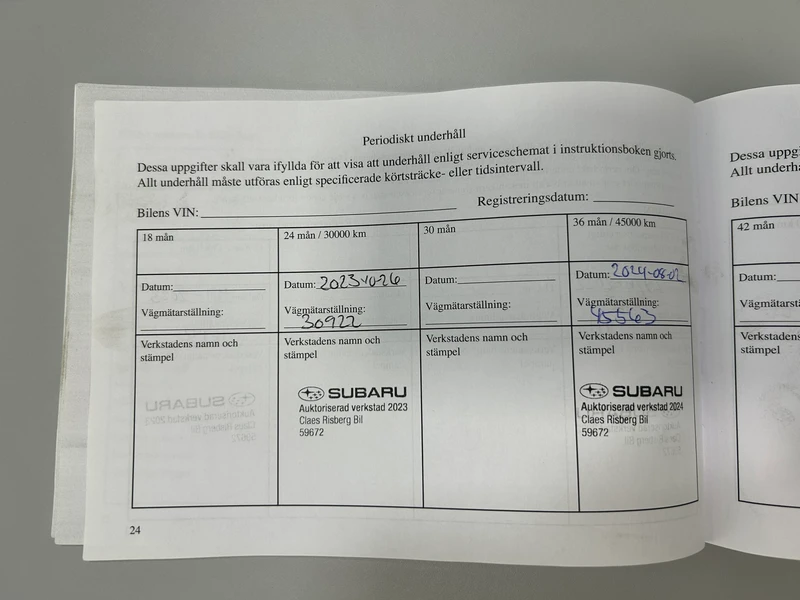 Periodiskt underhåll
Dessa uppgifter skall vara ifyllda för att visa att underhåll enligt serviceschemat i instruktionsboken gjorts.
Allt underhåll måste utföras enligt specificerade körtsträcke- eller tidsintervall.
Bilens VIN: Registreringsdatum:
18 mån
Datum:
Vägmätarställning:
Verkstadens namn och
stämpel
24 mån / 30000 km
Datum: 2023-10-26
Vägmätarställning:
30922
Verkstadens namn och
stämpel
SUBARU
Auktoriserad verkstad 2023
Claes Risberg Bil
59672
30 mån
Datum:
Vägmätarställning:
Verkstadens namn och
stämpel
36 mån / 45000 km
Datum: 2024-08-02
Vägmätarställning:
45563
Verkstadens namn och
stämpel
SUBARU
Auktoriserad verkstad 2024
Claes Risberg Bil
59672
24
Dessa
Allt
Bilens VIN
42 mån
Datum:
Verkstadens
stämpel